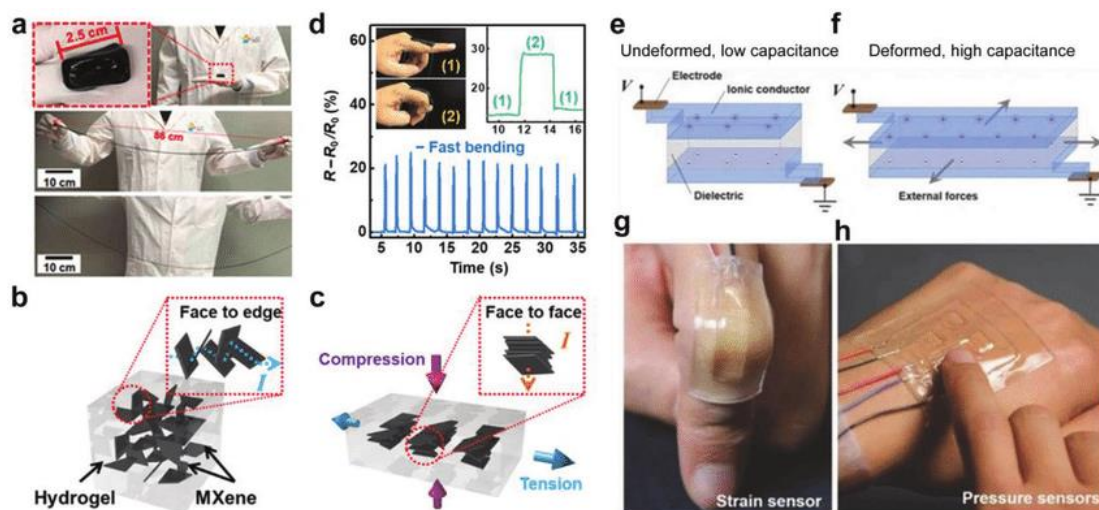 a
2.5 cm
86 cm
10 cm
10 cm
b
Face to edge
I
Hydrogel
MXene
c
Compression
Face to face
I
Tension
d
R−R₀/R₀ (%)
60
40
20
0
(1)
(2)
30
20
(1)
(2)
(1)
10 12 14 16
Fast bending
5 10 15 20 25 30 35
Time (s)
e
Undeformed, low capacitance
V
Electrode
Ionic conductor
Dielectric
f
Deformed, high capacitance
V
External forces
g
Strain sensor
h
Pressure sensors